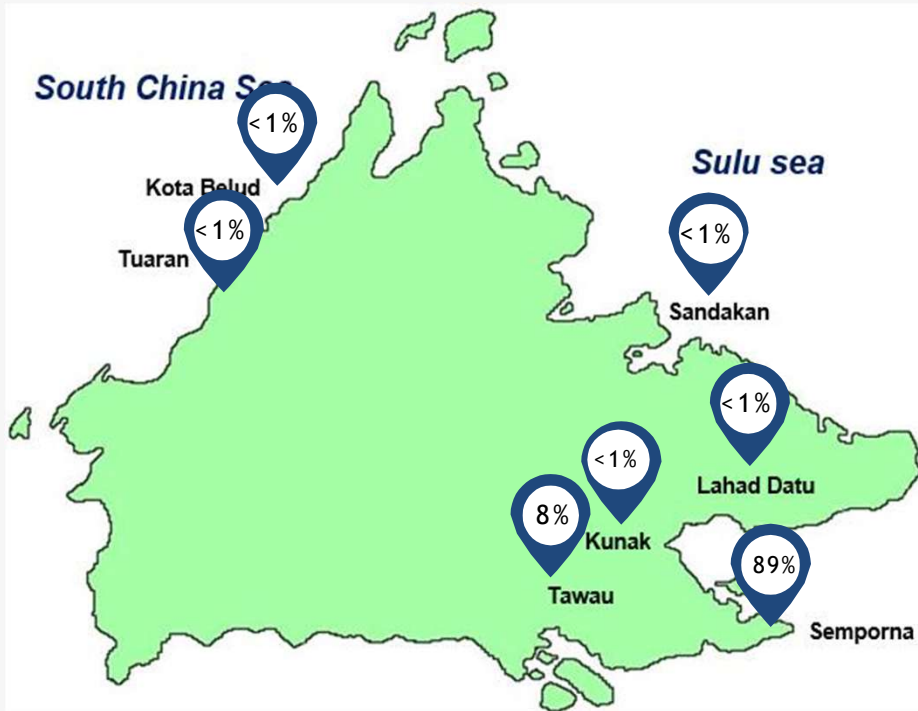 South China Sea
<1%
Kota Belud
Sulu sea
<1%
<1%
Tuaran
Sandakan
<1%
<1%
Lahad Datu
8%
Kunak
89%
Tawau
Semporna